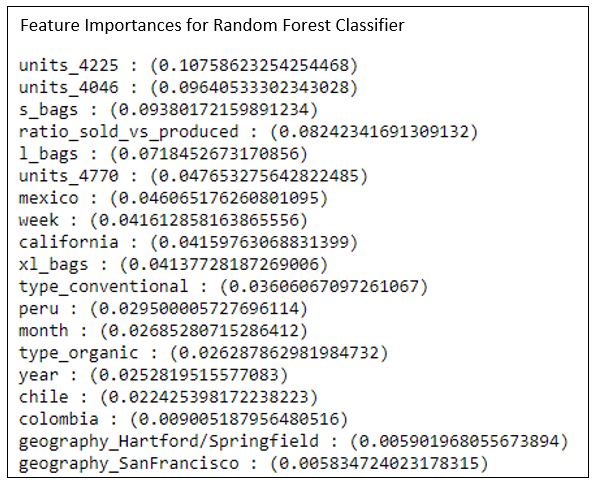 Feature Importances for Random Forest Classifier
units_4225 : (0.10758623254254468)
units_4046 : (0.09640533302343028)
s_bags : (0.09380172159891234)
ratio_sold_vs_produced : (0.08242341691309132)
l_bags : (0.0718452673170856)
units_4770 : (0.047653275642822485)
mexico : (0.046065176260801095)
week : (0.041612858163865556)
california : (0.04159763068831399)
xl_bags : (0.04137728187269006)
type_conventional : (0.03606067097261067)
peru : (0.029500005727696114)
month : (0.02685280715286412)
type_organic : (0.026287862981984732)
year : (0.0252819515577083)
chile : (0.022425398172238223)
colombia : (0.009005187956480516)
geography_Hartford/Springfield : (0.005901968055673894)
geography_SanFrancisco : (0.005834724023178315)